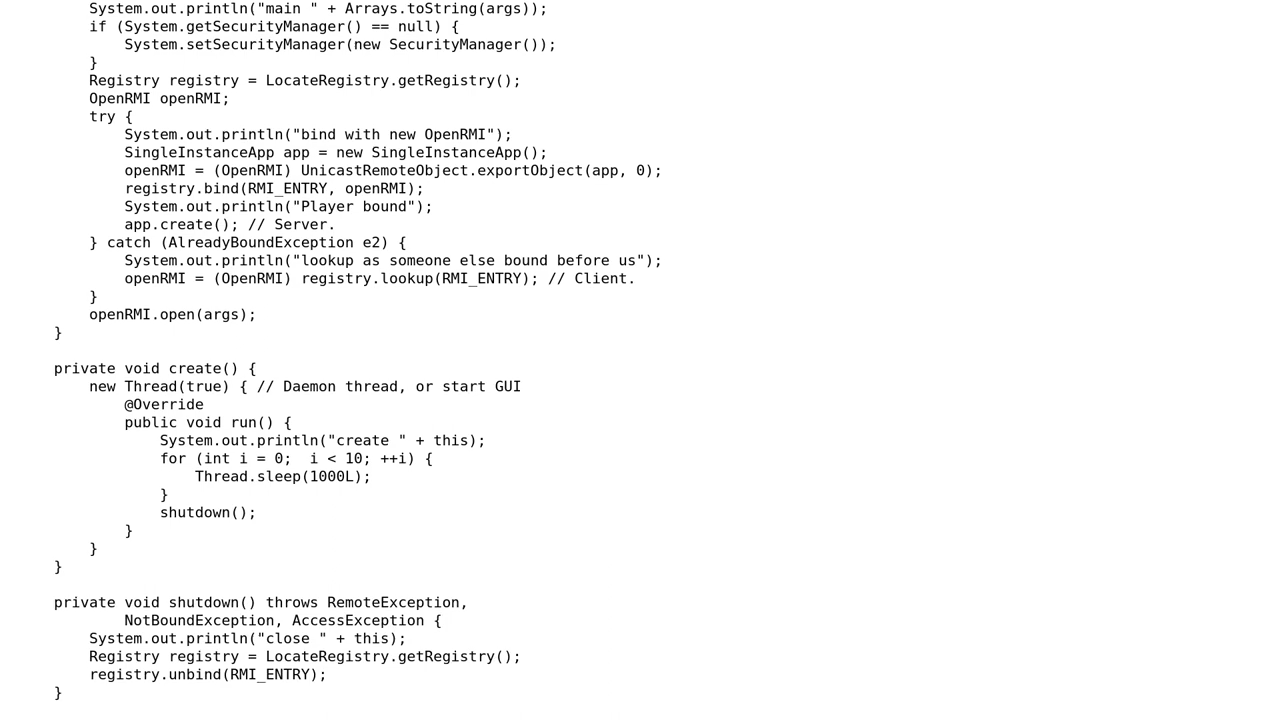 System.out.println("main " + Arrays.toString(args));
if (System.getSecurityManager() == null) {
System.setSecurityManager(new SecurityManager());
}
Registry registry = LocateRegistry.getRegistry();
OpenRMI openRMI;
try {
System.out.println("bind with new OpenRMI");
SingleInstanceApp app = new SingleInstanceApp();
openRMI = (OpenRMI) UnicastRemoteObject.exportObject(app, 0);
registry.bind(RMI_ENTRY, openRMI);
System.out.println("Player bound");
app.create(); // Server.
} catch (AlreadyBoundException e2) {
System.out.println("lookup as someone else bound before us");
openRMI = (OpenRMI) registry.lookup(RMI_ENTRY); // Client.
}
openRMI.open(args);
}
private void create() {
new Thread(true) { // Daemon thread, or start GUI
@Override
public void run() {
System.out.println("create " + this);
for (int i = 0;  i < 10; ++i) {
Thread.sleep(1000L);
}
shutdown();
}
}
}
private void shutdown() throws RemoteException,
NotBoundException, AccessException {
System.out.println("close " + this);
Registry registry = LocateRegistry.getRegistry();
registry.unbind(RMI_ENTRY);
}